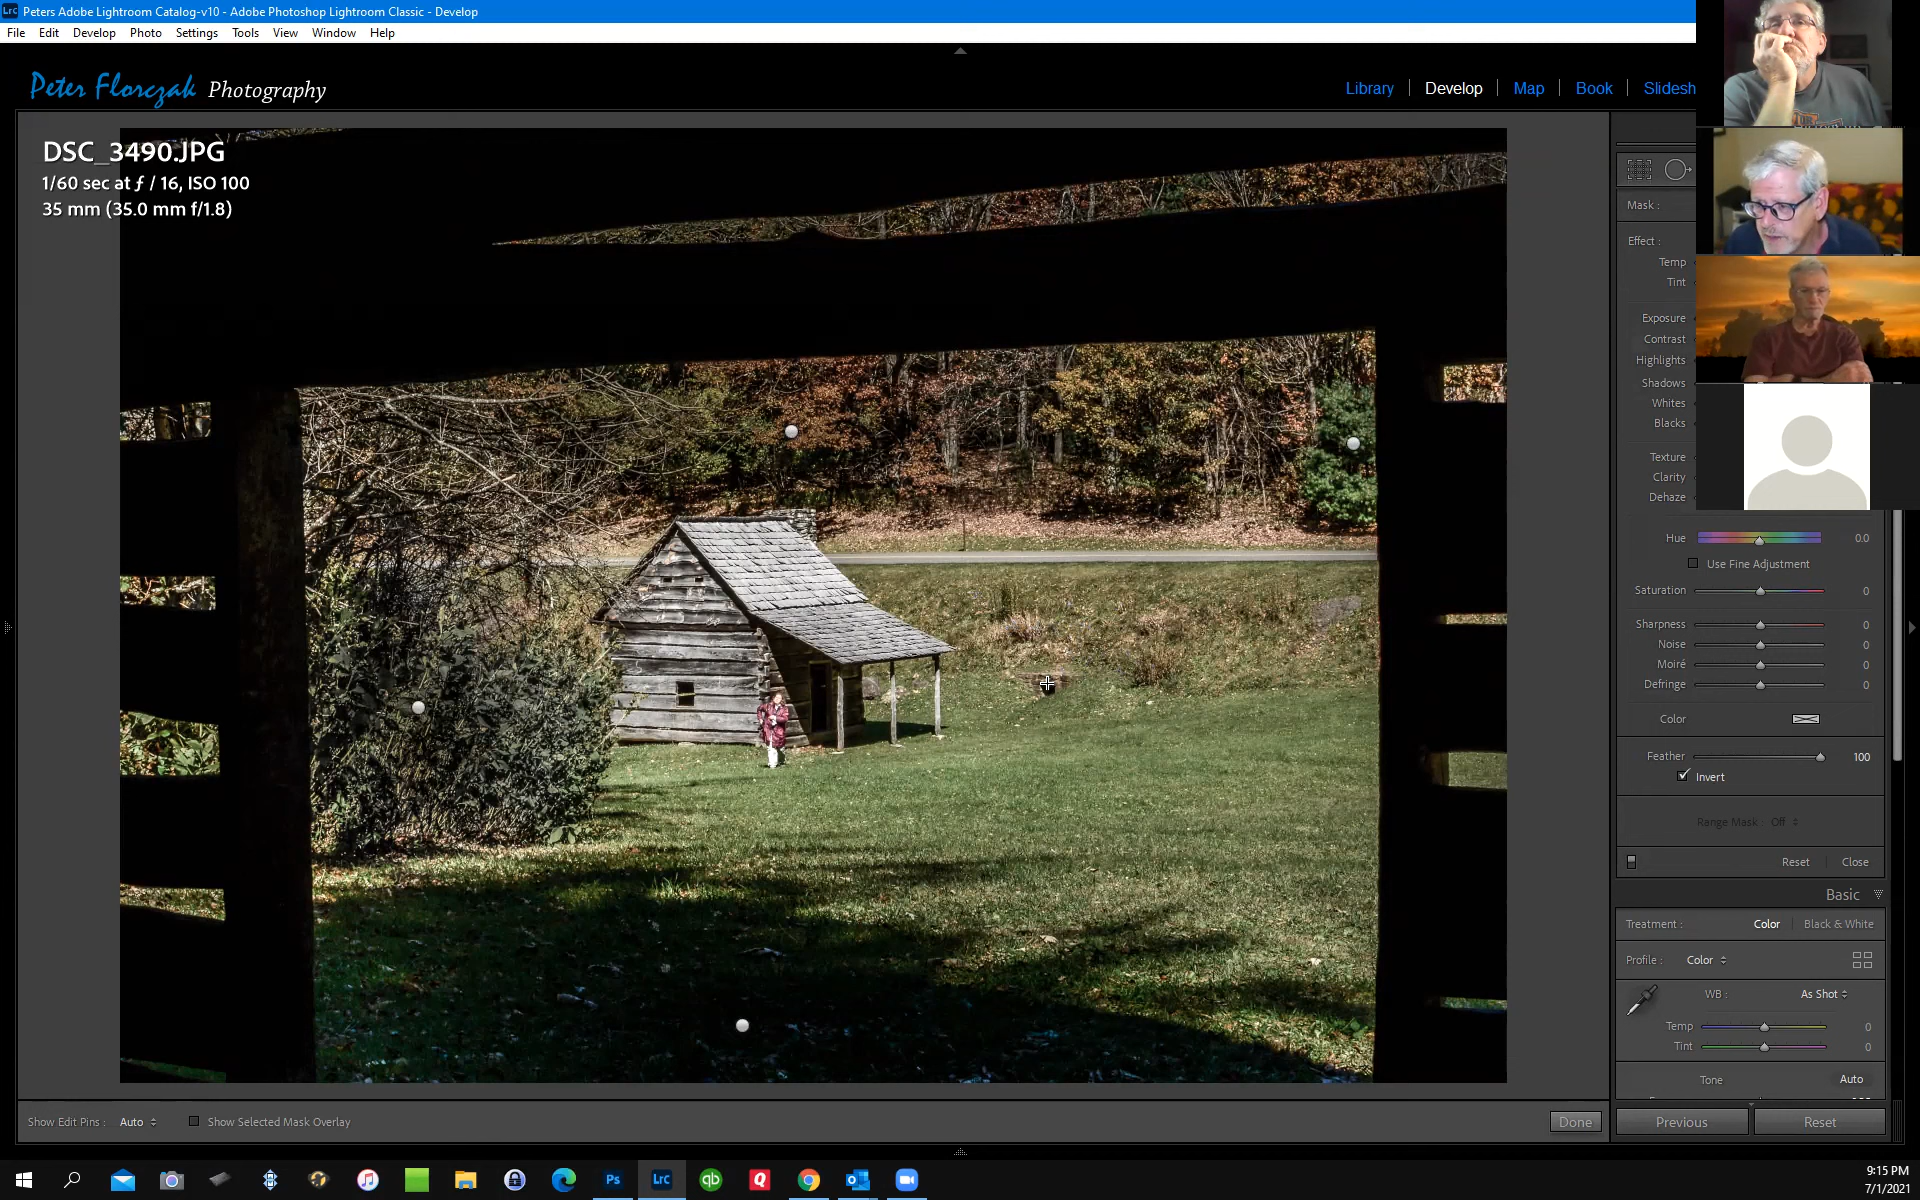 Lrc Peters Adobe Lightroom Catalog-v10 - Adobe Photoshop Lightroom Classic - Develop
File Edit Develop Photo Settings Tools View Window Help
Peter Florczak Photography
Library | Develop | Map | Book | Slidesh
DSC_3490.JPG
1/60 sec at ƒ / 16, ISO 100
35 mm (35.0 mm f/1.8)
Mask :
Effect :
Temp
Tint
Exposure
Contrast
Highlights
Shadows
Whites
Blacks
Texture
Clarity
Dehaze
Hue 0.0
Use Fine Adjustment
Saturation 0
Sharpness 0
Noise 0
Moiré 0
Defringe 0
Color
Feather 100
Invert
Range Mask Off
Reset Close
Basic
Treatment : Color | Black & White
Profile : Color
WB : As Shot
Temp 0
Tint 0
Tone Auto
Show Edit Pins : Auto Show Selected Mask Overlay Done
Previous Reset
Ps Lrc qb Q
9:15 PM
7/1/2021